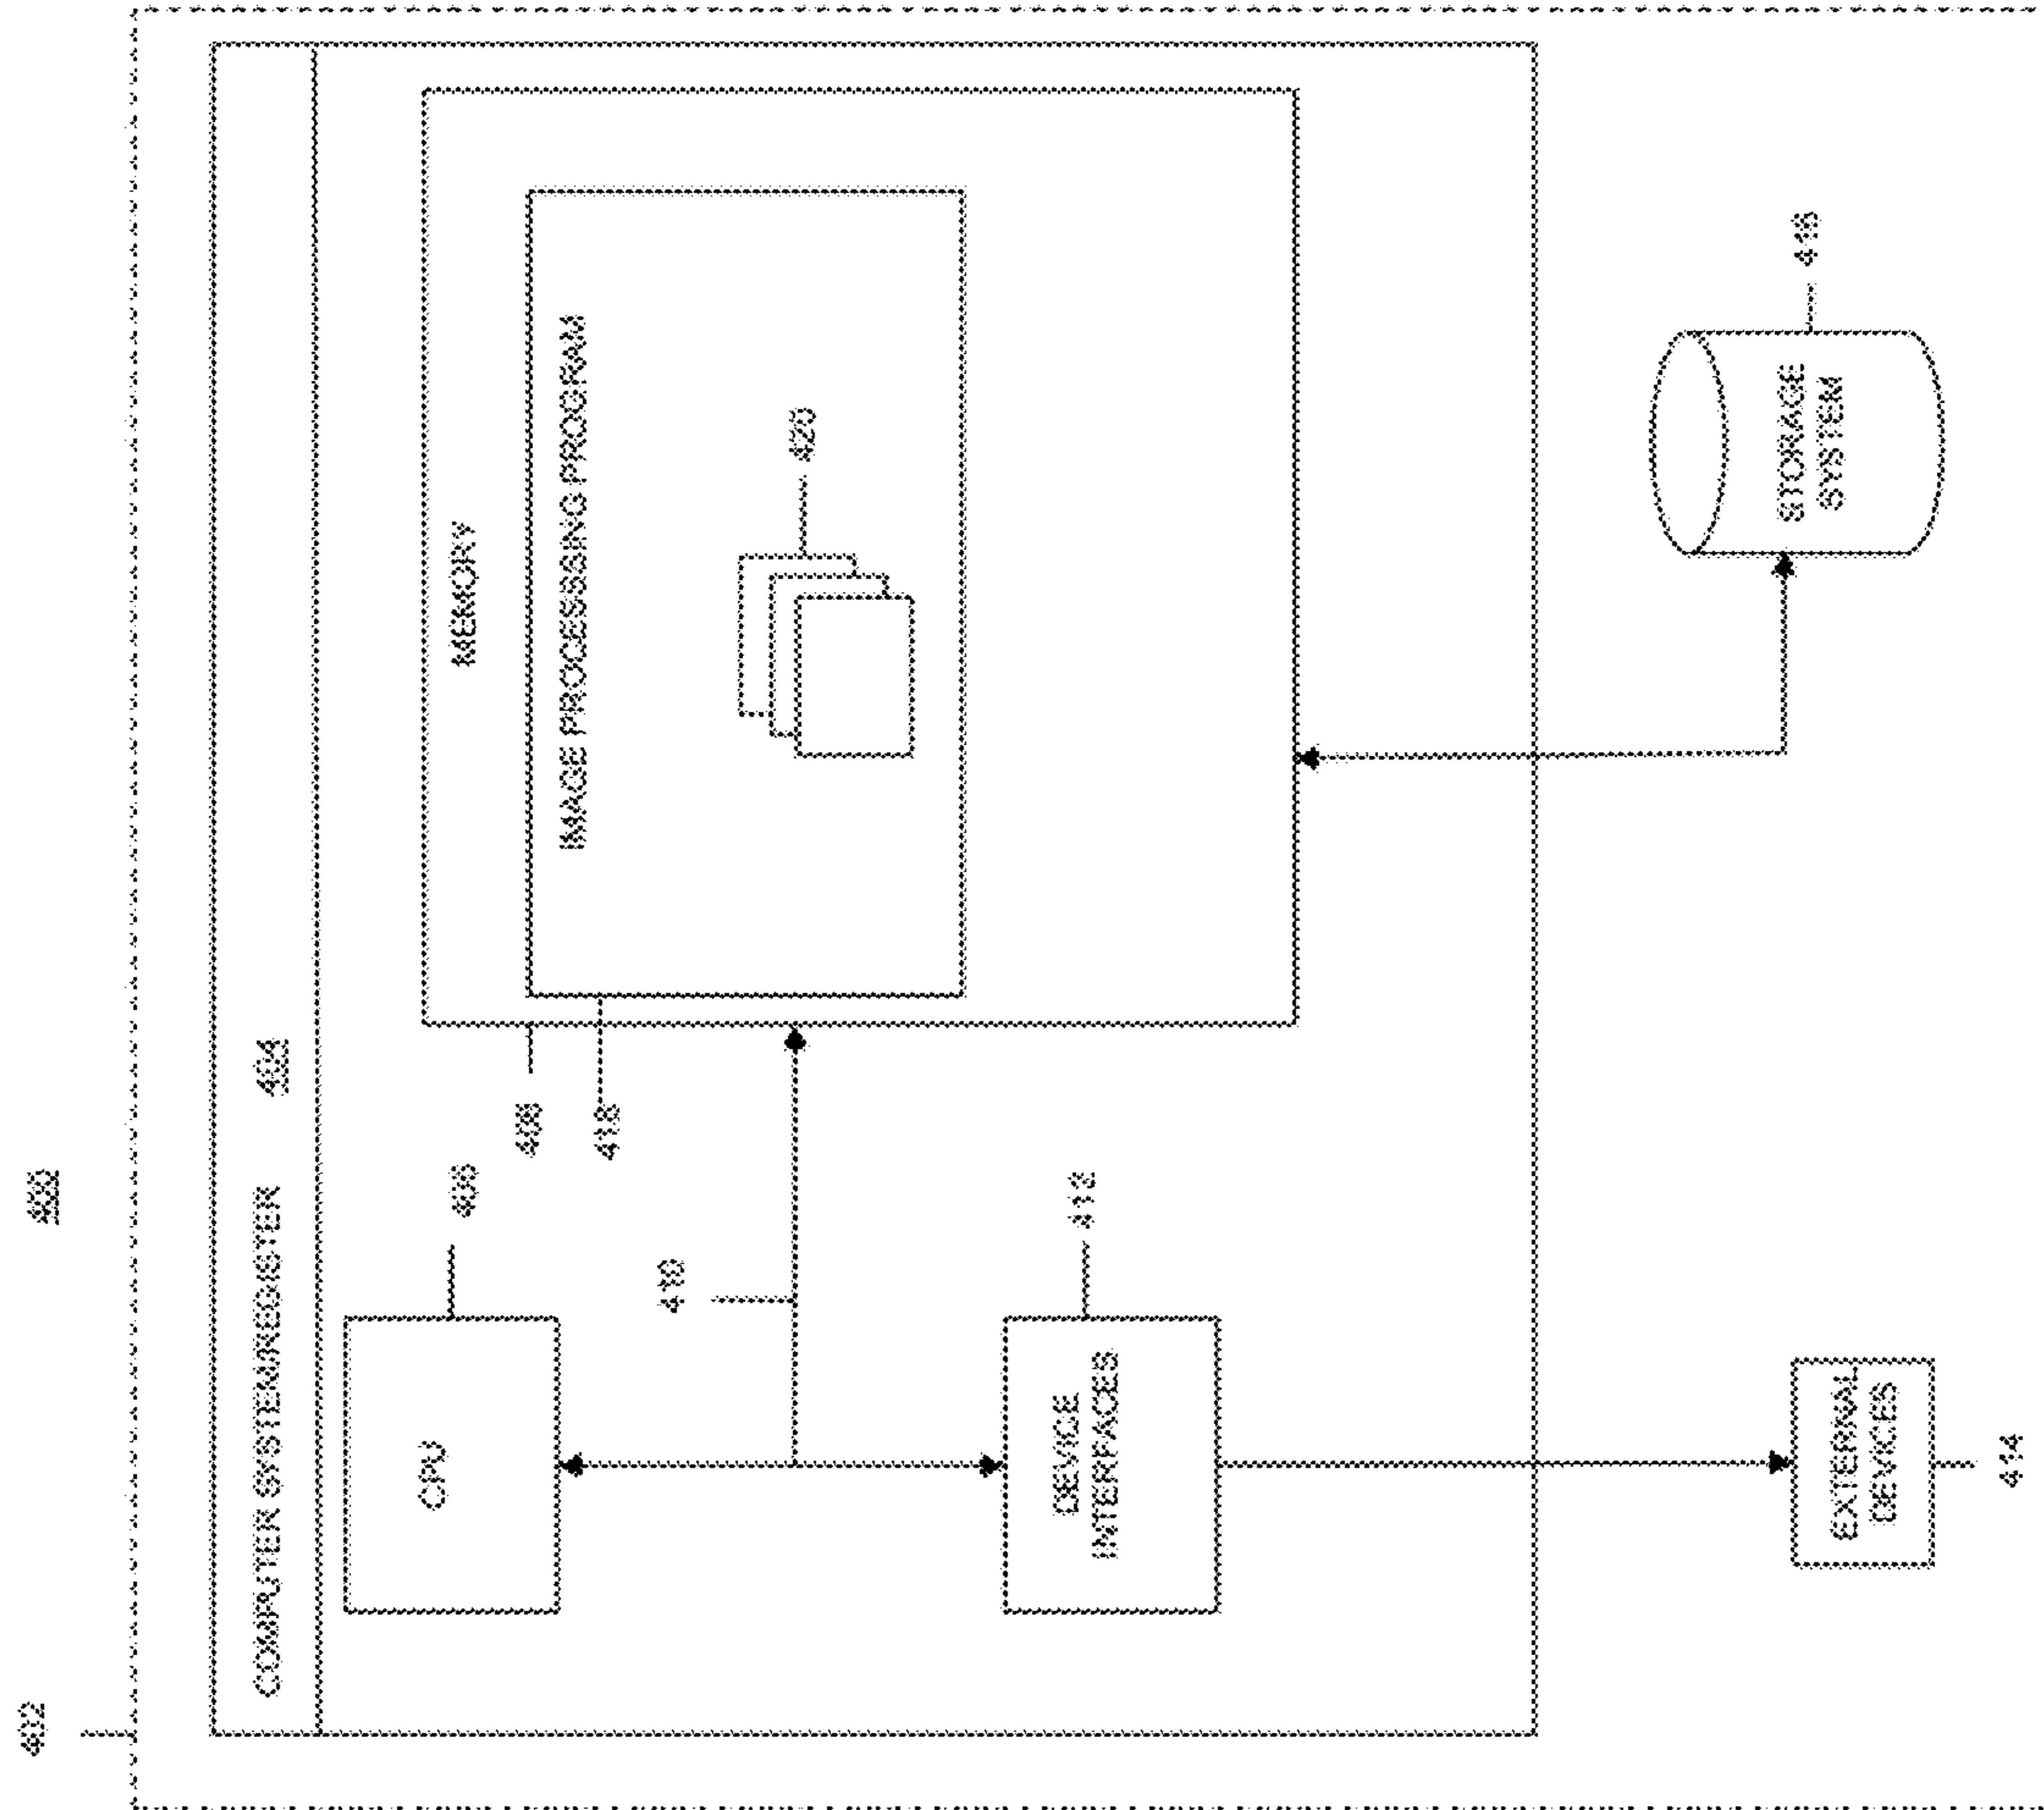 400
402
COMPUTER SYSTEM/REGISTER 404
CPU
406
MEMORY
408
IMAGE PROCESSING PROGRAM
418
420
410
DEVICE
INTERFACES
412
STORAGE
SYSTEM
416
EXTERNAL
DEVICES
414